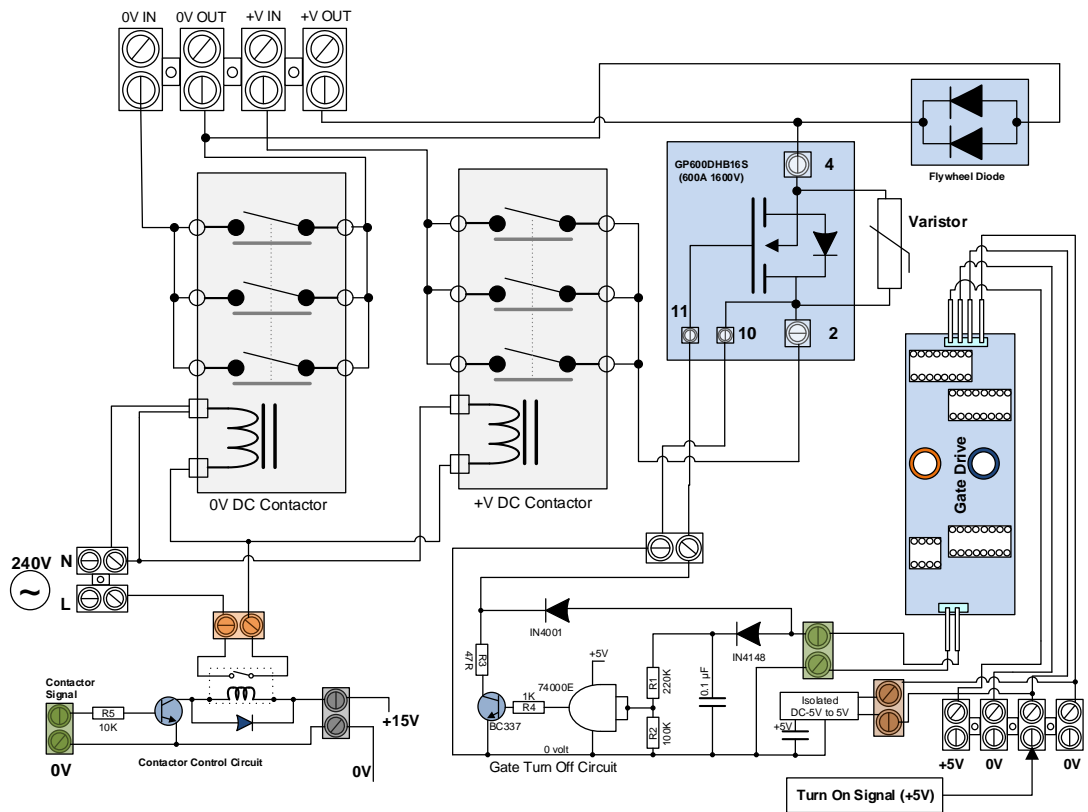 0V IN 0V OUT +V IN +V OUT
GP600DHB16S
(600A 1600V)
4
Flywheel Diode
Varistor
11
10
2
0V DC Contactor
+V DC Contactor
Gate Drive
240V N
~
L
IN4001
IN4148
R3
47R
+5V
74000E
1K
R4
BC337
R1
220K
R2
100K
0.1 µF
0 volt
Gate Turn Off Circuit
Isolated
DC-5V to 5V
+5V
Contactor
Signal
R5
10K
+15V
0V
0V
Contactor Control Circuit
+5V 0V 0V
Turn On Signal (+5V)